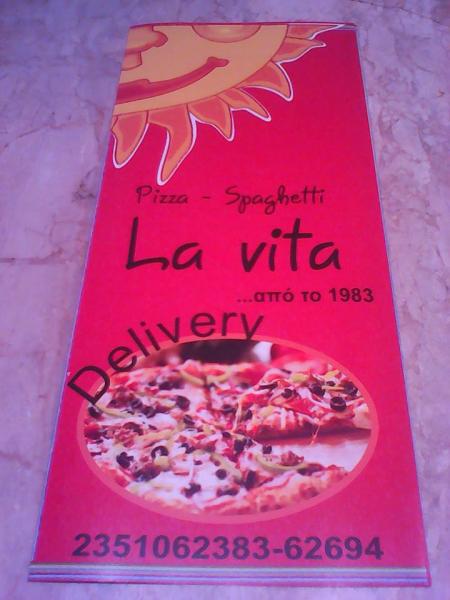 Pizza - Spaghetti
La vita
...από το 1983
Delivery
2351062383-62694